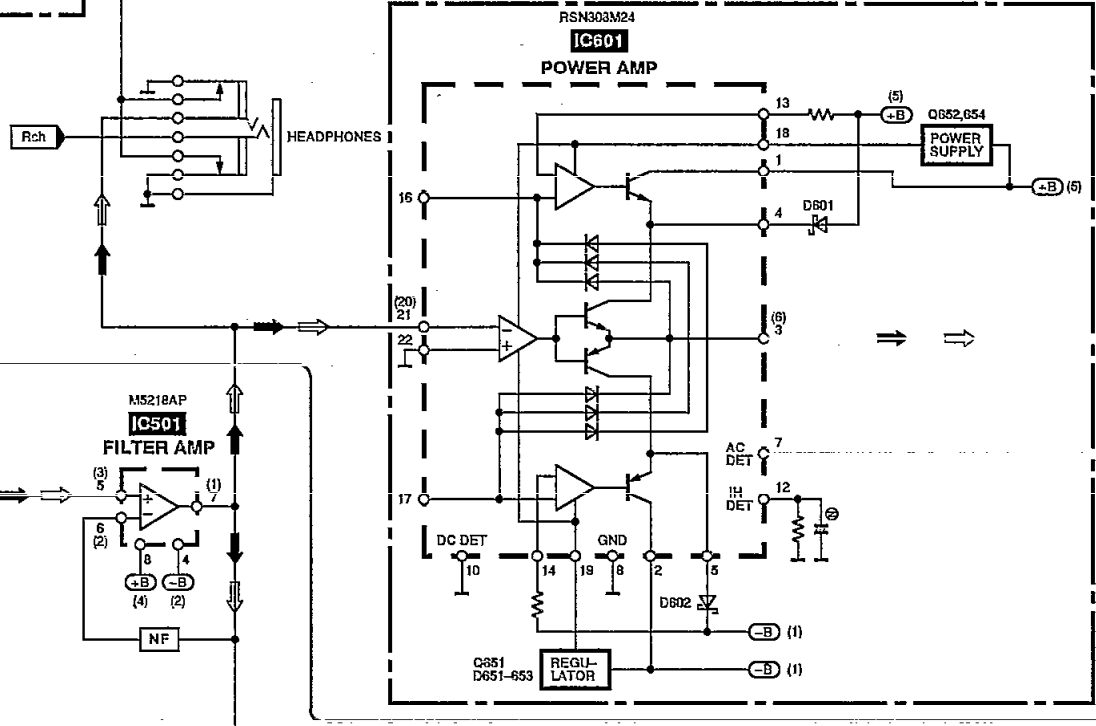 RSN303M24
IC601
POWER AMP
13
(5)
+B
Q652,654
POWER
SUPPLY
18
1
+B (5)
Rch
HEADPHONES
16
D601
4
(20)
21
(6)
3
22
M5218AP
IC501
FILTER AMP
AC
DET
7
(3)
5
(1)
7
17
IH
DET
12
6
(2)
DC DET
GND
8
4
10
14
19
8
2
5
+B
-B
(4)
(2)
D602
NF
-B (1)
Q651
D651-653
REGU-
LATOR
-B (1)